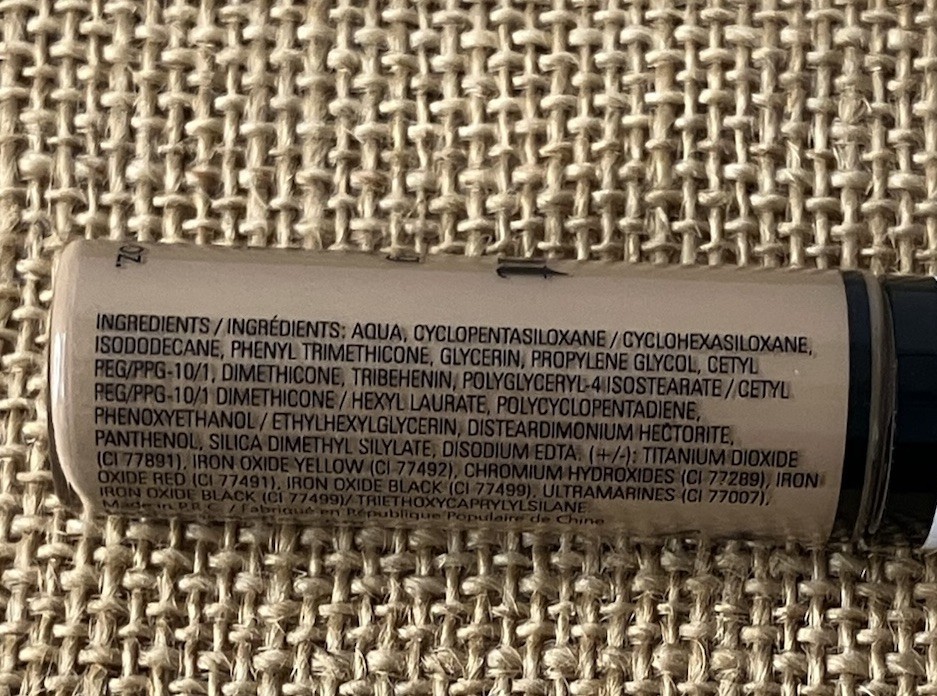 OZ.
INGREDIENTS / INGRÉDIENTS: AQUA, CYCLOPENTASILOXANE / CYCLOHEXASILOXANE,
ISODODECANE, PHENYL TRIMETHICONE, GLYCERIN, PROPYLENE GLYCOL, CETYL
PEG/PPG-10/1, DIMETHICONE, TRIBEHENIN, POLYGLYCERYL-4 ISOSTEARATE / CETYL
PEG/PPG-10/1 DIMETHICONE / HEXYL LAURATE, POLYCYCLOPENTADIENE,
PHENOXYETHANOL / ETHYLHEXYLGLYCERIN, DISTEARDIMONIUM HECTORITE,
PANTHENOL, SILICA DIMETHYL SILYLATE, DISODIUM EDTA. (+/-): TITANIUM DIOXIDE
(CI 77891), IRON OXIDE YELLOW (CI 77492), CHROMIUM HYDROXIDES (CI 77289), IRON
OXIDE RED (CI 77491), IRON OXIDE BLACK (CI 77499), ULTRAMARINES (CI 77007),
IRON OXIDE BLACK (CI 77499)/ TRIETHOXYCAPRYLYLSILANE
Made in P.R.C. / Fabriqué en République Populaire de Chine